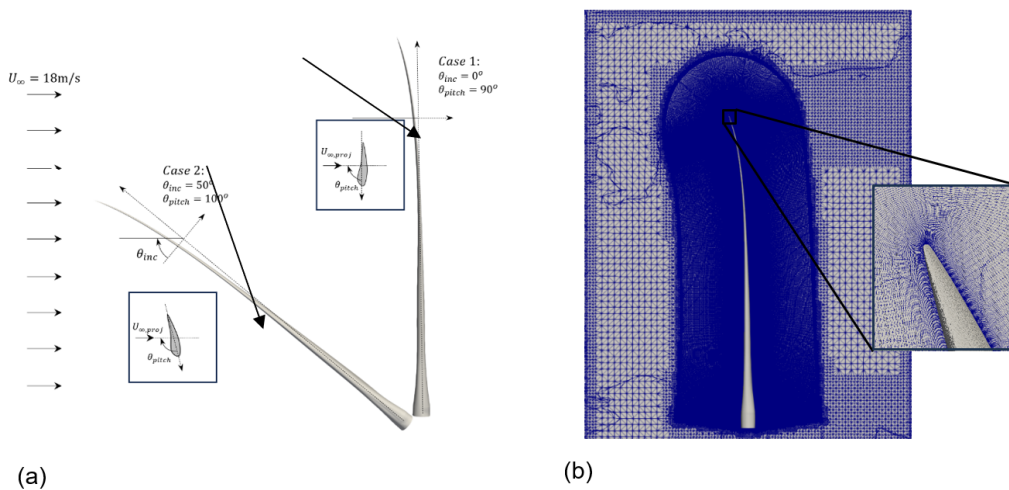 U∞ = 18m/s
Case 1:
θinc = 0°
θpitch = 90°
U∞,proj
θpitch
Case 2:
θinc = 50°
θpitch = 100°
θinc
U∞,proj
θpitch
(a)
(b)